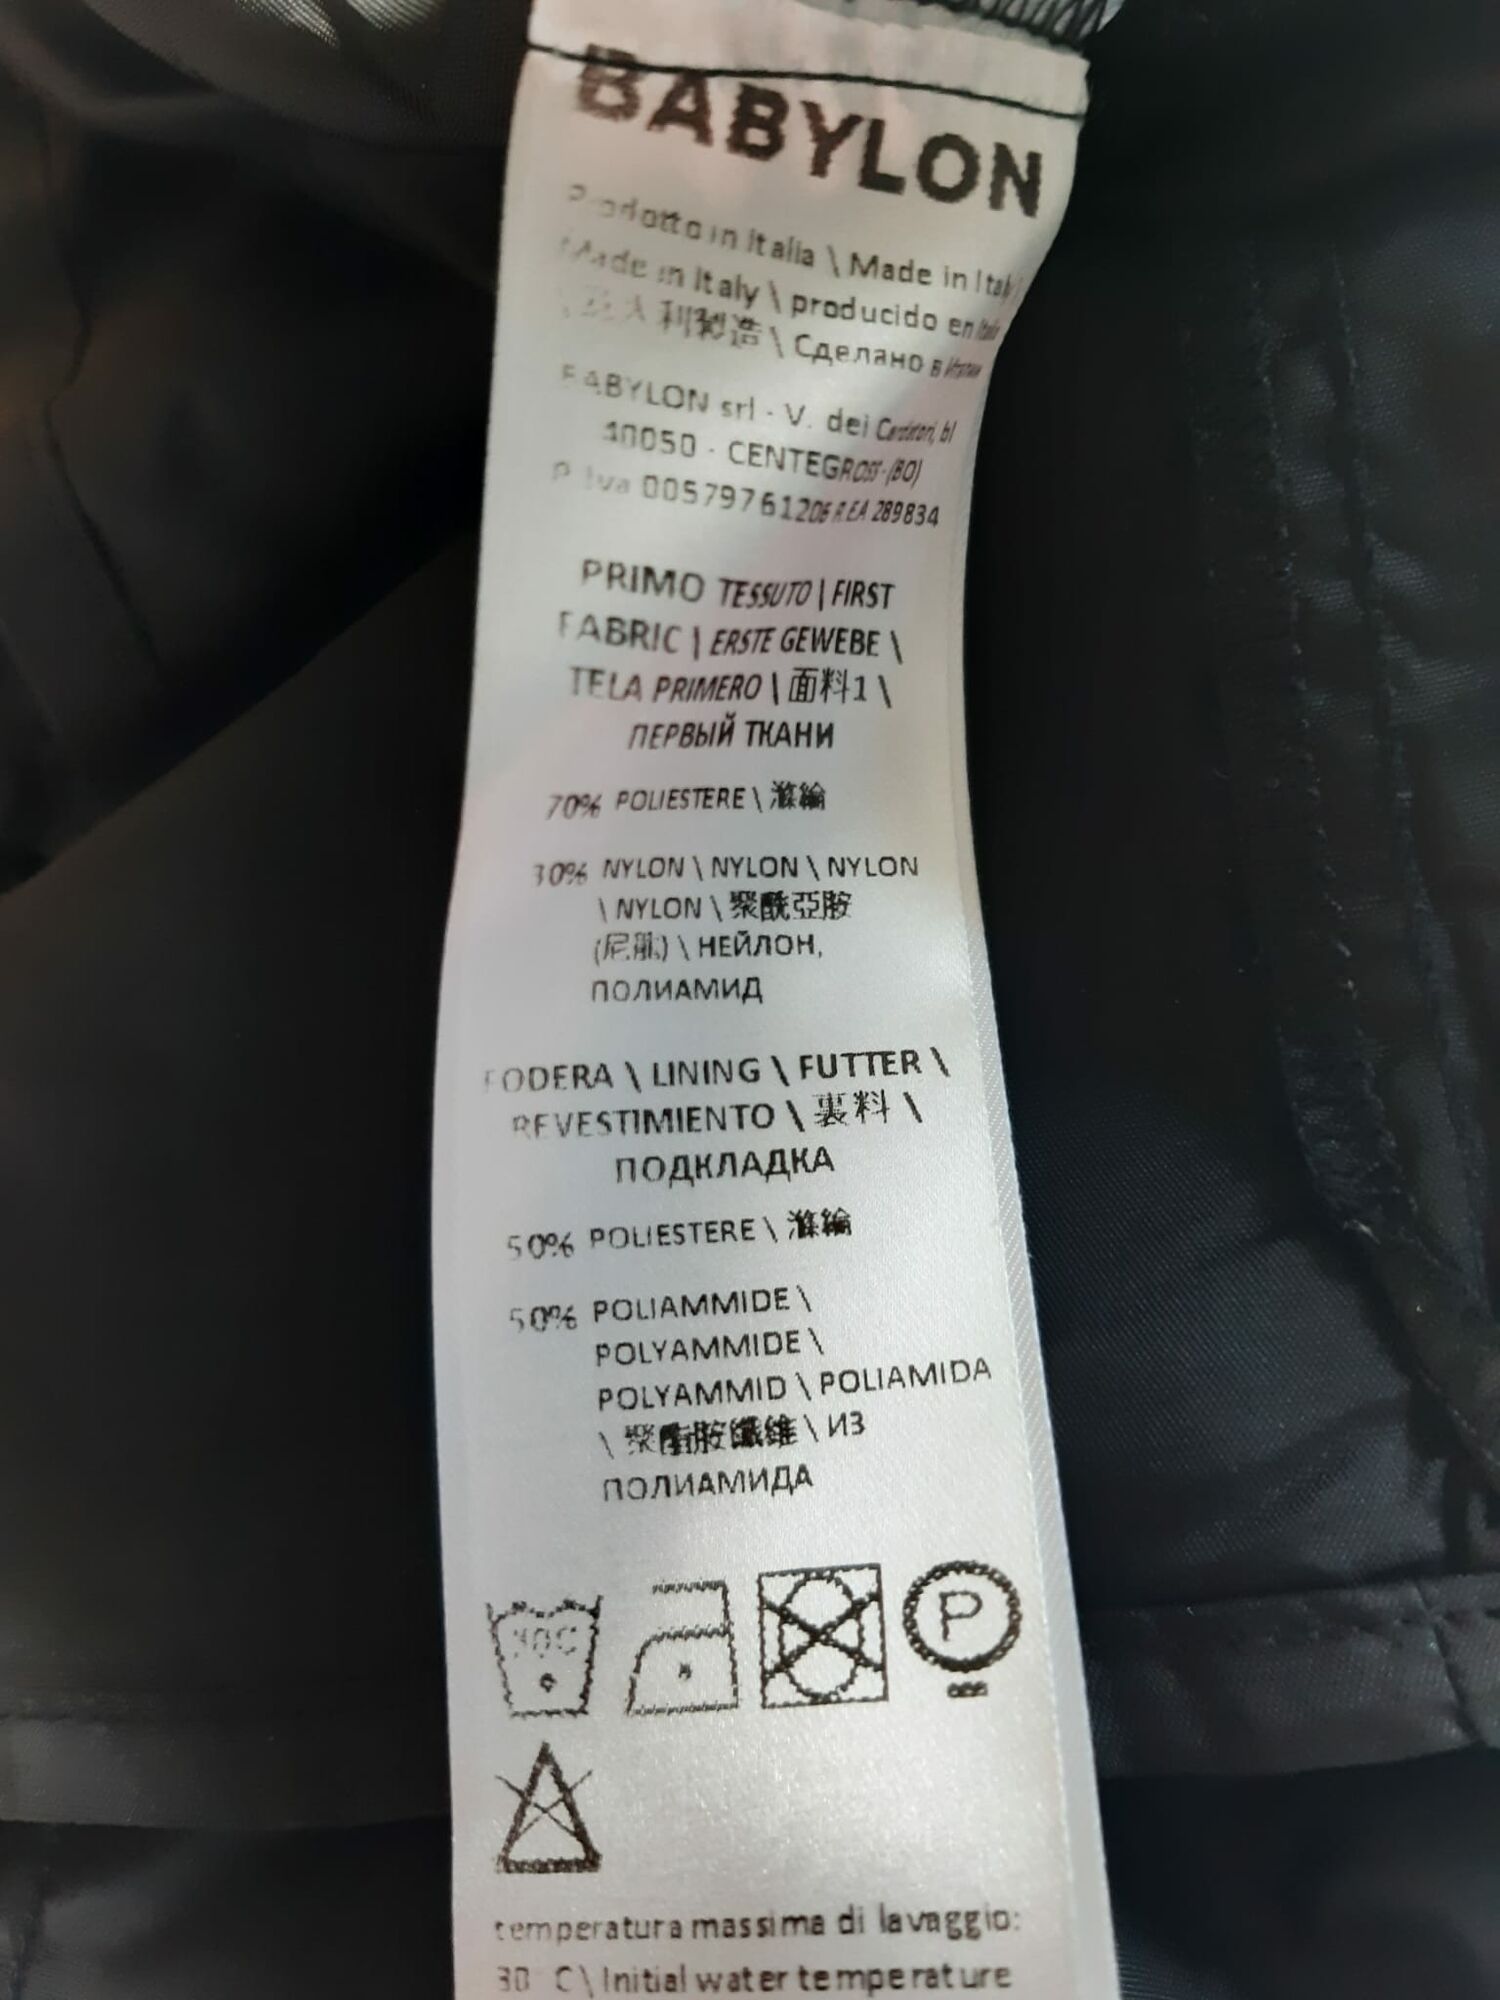 BABYLON
Prodotto in Italia \ Made in Italy
Made in Italy \ producido en Italia
\ 意大利製造 \ Сделано в Италии
BABYLON srl - V. dei Cardatori, bl
40050 - CENTEGROSS - (BO)
P. Iva 00579761206 R.E.A 289834
PRIMO TESSUTO | FIRST
FABRIC | ERSTE GEWEBE \
TELA PRIMERO | 面料1 \
ПЕРВЫЙ ТКАНИ
70% POLIESTERE \ 滌綸
30% NYLON \ NYLON \ NYLON
\ NYLON \ 聚酰亞胺
(尼龍) \ НЕЙЛОН,
ПОЛИАМИД
FODERA \ LINING \ FUTTER \
REVESTIMIENTO \ 裏料 \
ПОДКЛАДКА
50% POLIESTERE \ 滌綸
50% POLIAMMIDE \
POLYAMMIDE \
POLYAMMID \ POLIAMIDA
\ 聚酯胺纖維 \ ИЗ
ПОЛИАМИДА
30C P
temperatura massima di lavaggio:
30 C \ Initial water temperature